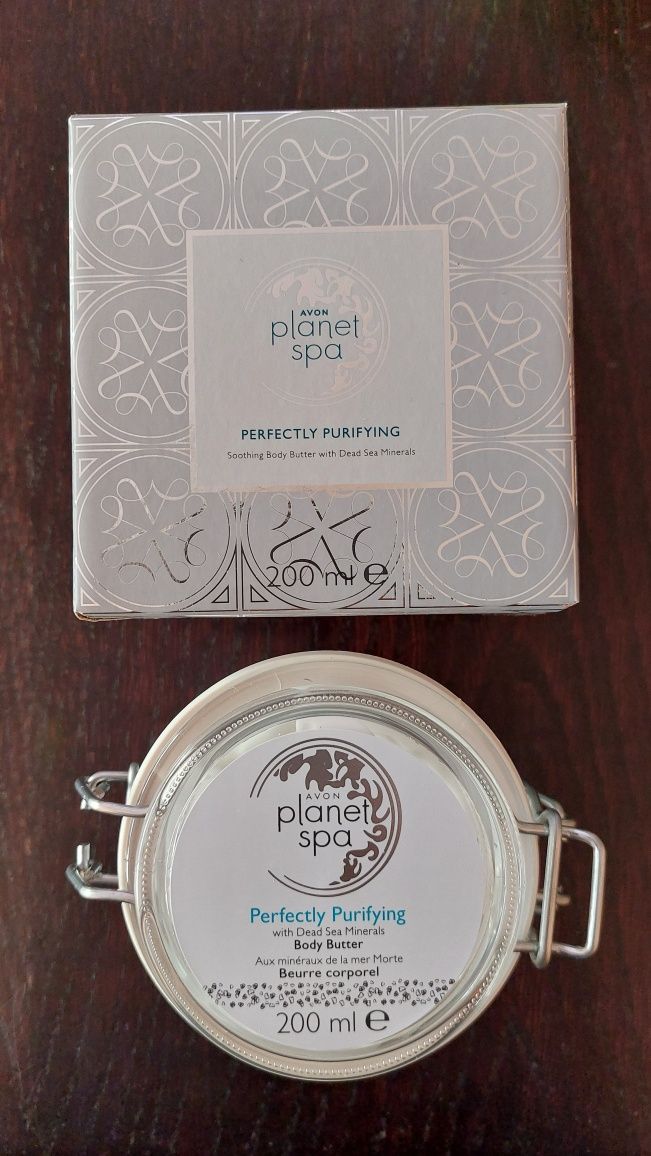 AVON
planet
spa
PERFECTLY PURIFYING
Soothing Body Butter with Dead Sea Minerals
200 ml ℮
AVON
planet
spa
Perfectly Purifying
with Dead Sea Minerals
Body Butter
Aux minéraux de la mer Morte
Beurre corporel
200 ml ℮